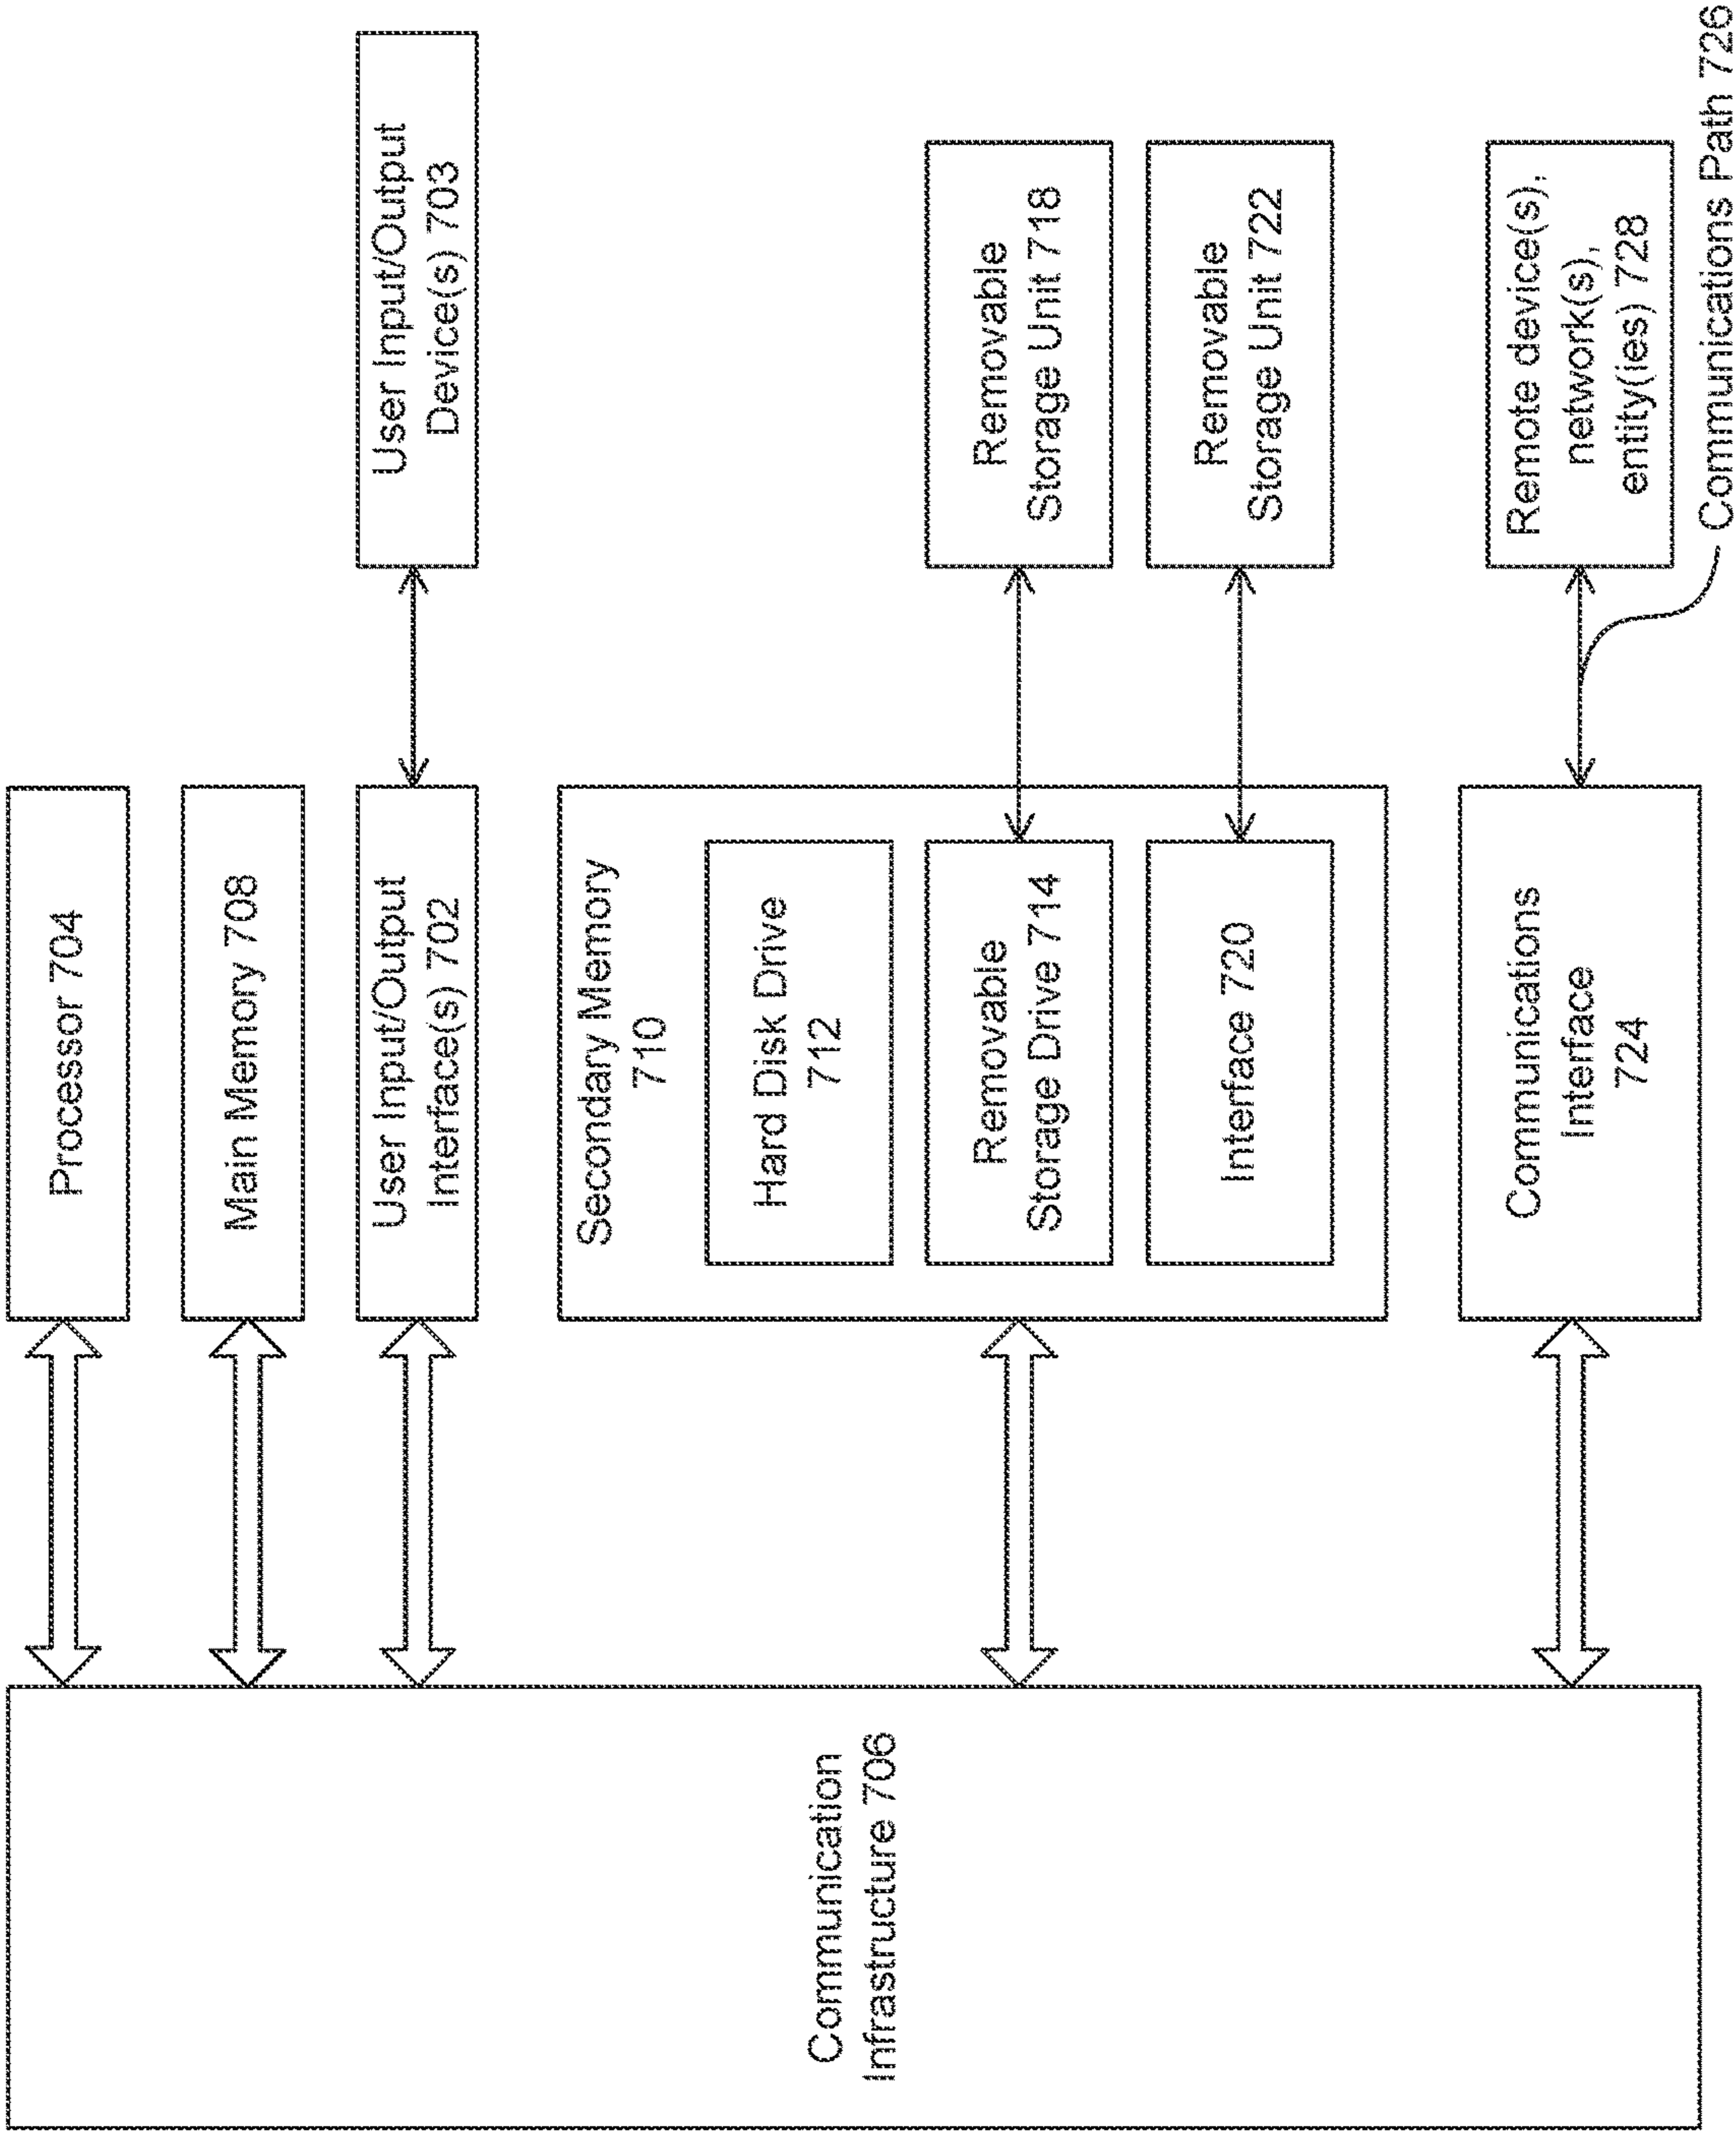 Processor 704
Main Memory 708
User Input/Output
Interface(s) 702
User Input/Output
Device(s) 703
Secondary Memory
710
Hard Disk Drive
712
Removable
Storage Drive 714
Removable
Storage Unit 718
Interface 720
Removable
Storage Unit 722
Communications
Interface
724
Remote device(s),
network(s),
entity(ies) 728
Communications Path 726
Communication
Infrastructure 706